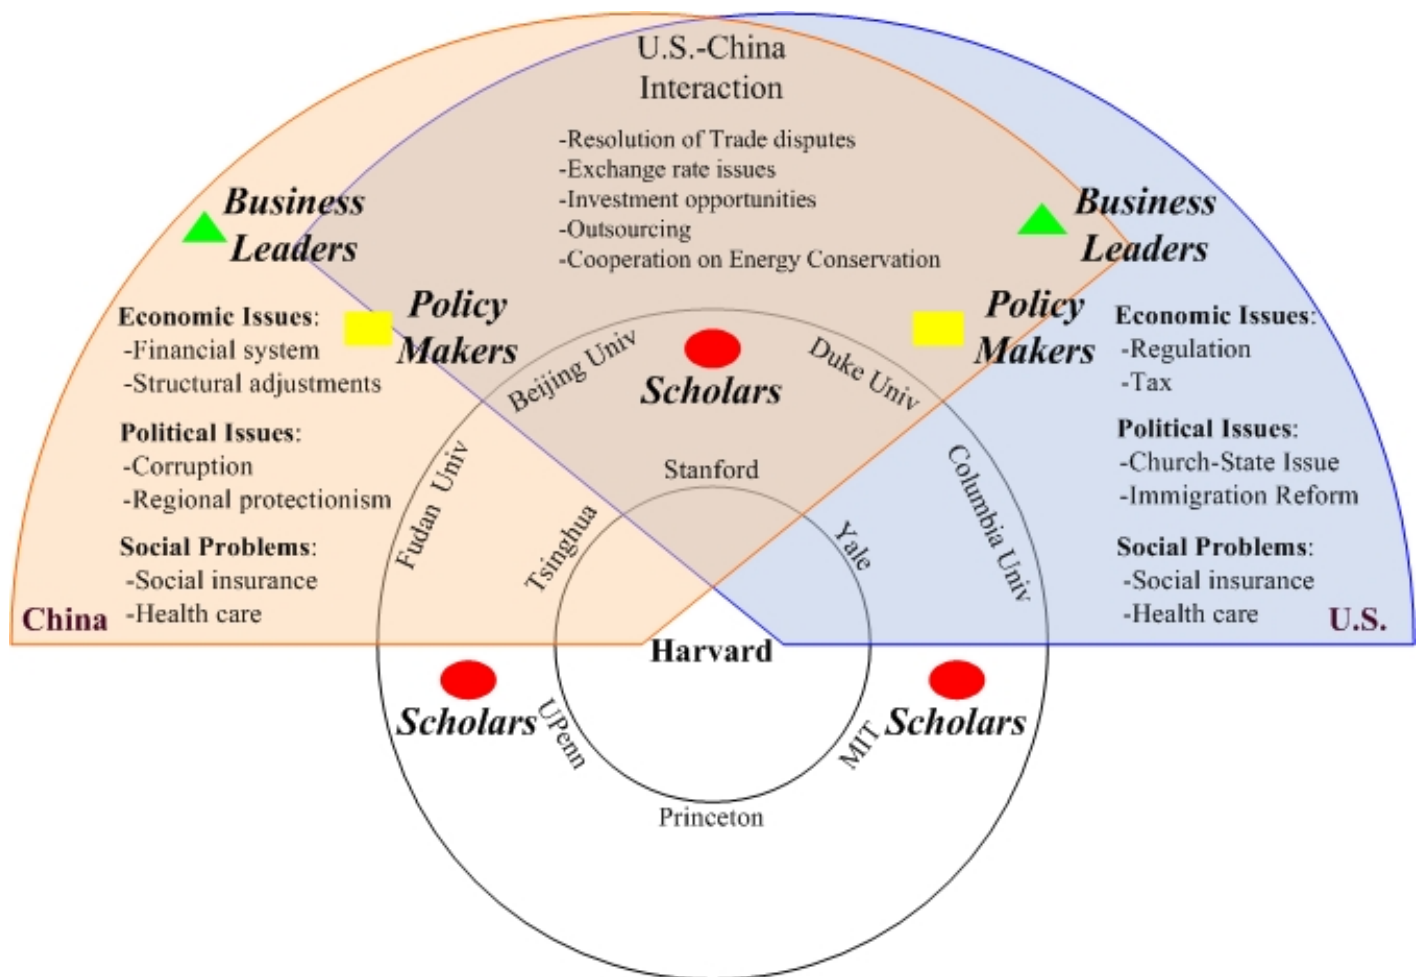 U.S.-China
Interaction
-Resolution of Trade disputes
-Exchange rate issues
-Investment opportunities
-Outsourcing
-Cooperation on Energy Conservation
Business
Leaders
Policy
Makers
Economic Issues:
-Financial system
-Structural adjustments
Political Issues:
-Corruption
-Regional protectionism
Social Problems:
-Social insurance
-Health care
China
Business
Leaders
Policy
Makers
Economic Issues:
-Regulation
-Tax
Political Issues:
-Church-State Issue
-Immigration Reform
Social Problems:
-Social insurance
-Health care
U.S.
Scholars
Beijing Univ
Duke Univ
Fudan Univ
Columbia Univ
Stanford
Tsinghua
Yale
Harvard
Scholars
UPenn
MIT
Scholars
Princeton